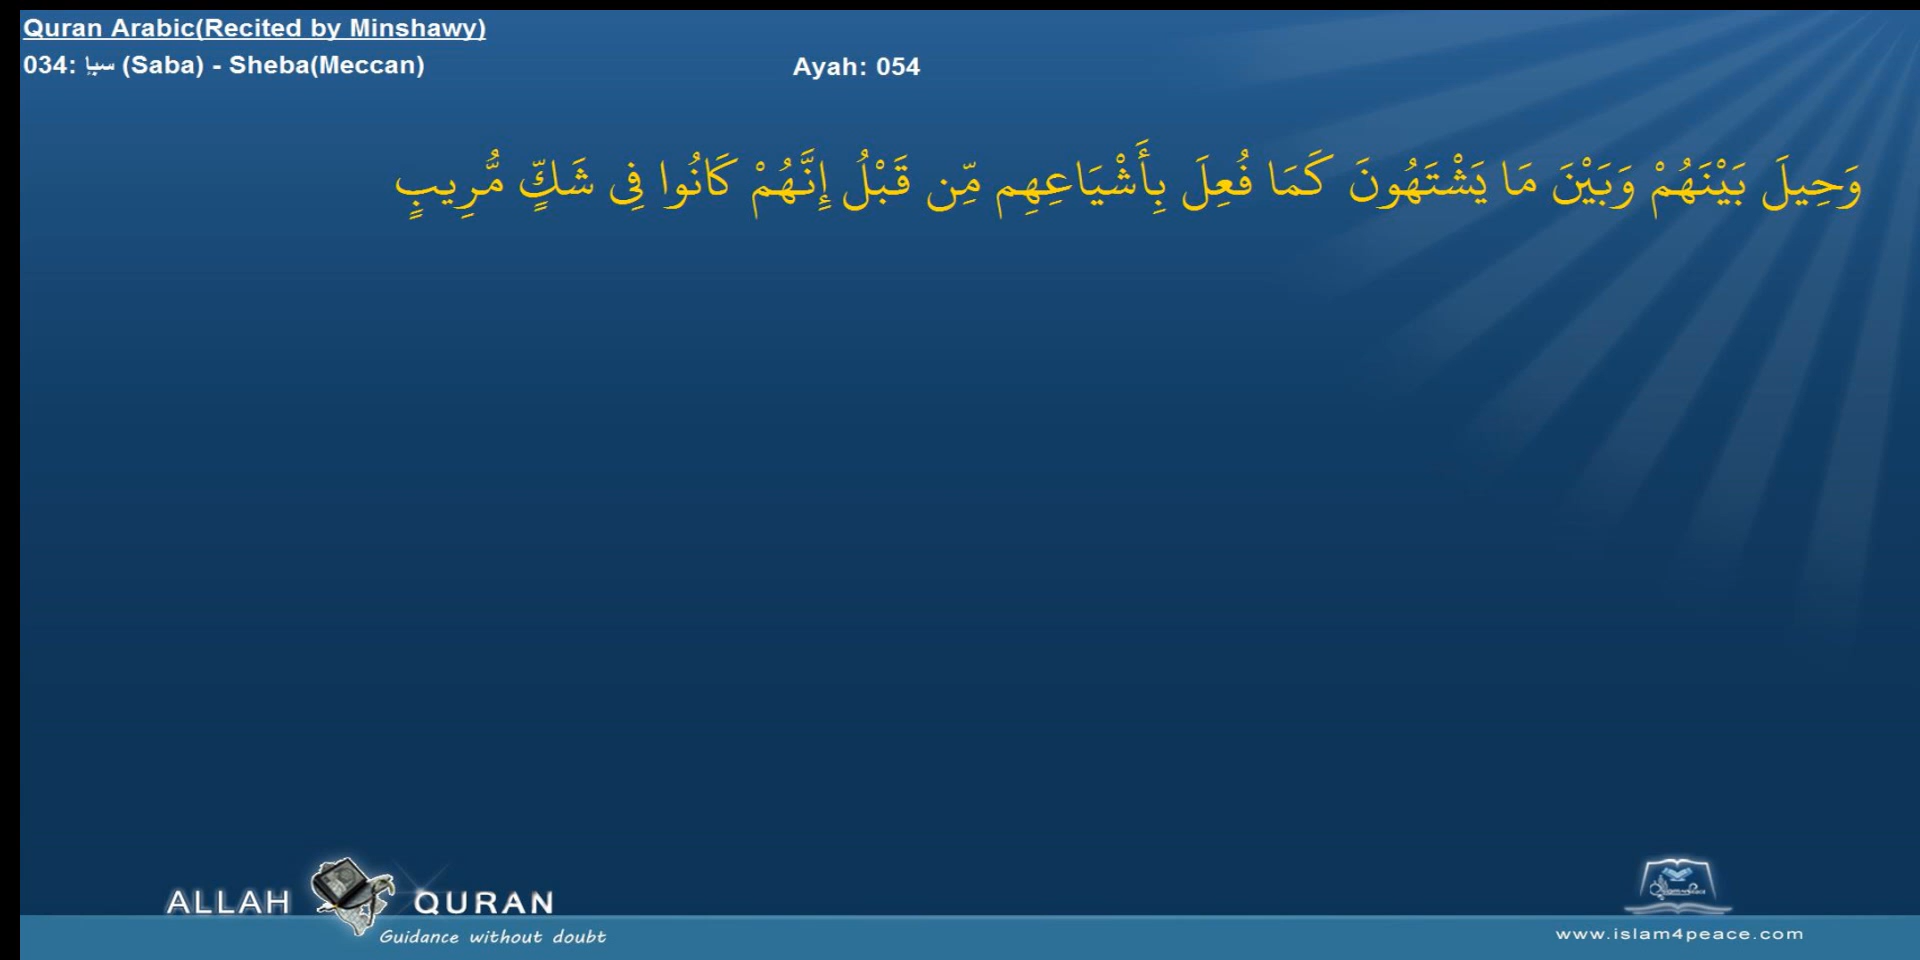 Quran Arabic(Recited by Minshawy)
034: سبإ (Saba) - Sheba(Meccan)
Ayah: 054
وَحِيلَ بَيْنَهُمْ وَبَيْنَ مَا يَشْتَهُونَ كَمَا فُعِلَ بِأَشْيَاعِهِم مِّن قَبْلُ إِنَّهُمْ كَانُوا فِى شَكٍّ مُّرِيبٍ
ALLAH QURAN
Guidance without doubt
www.islam4peace.com